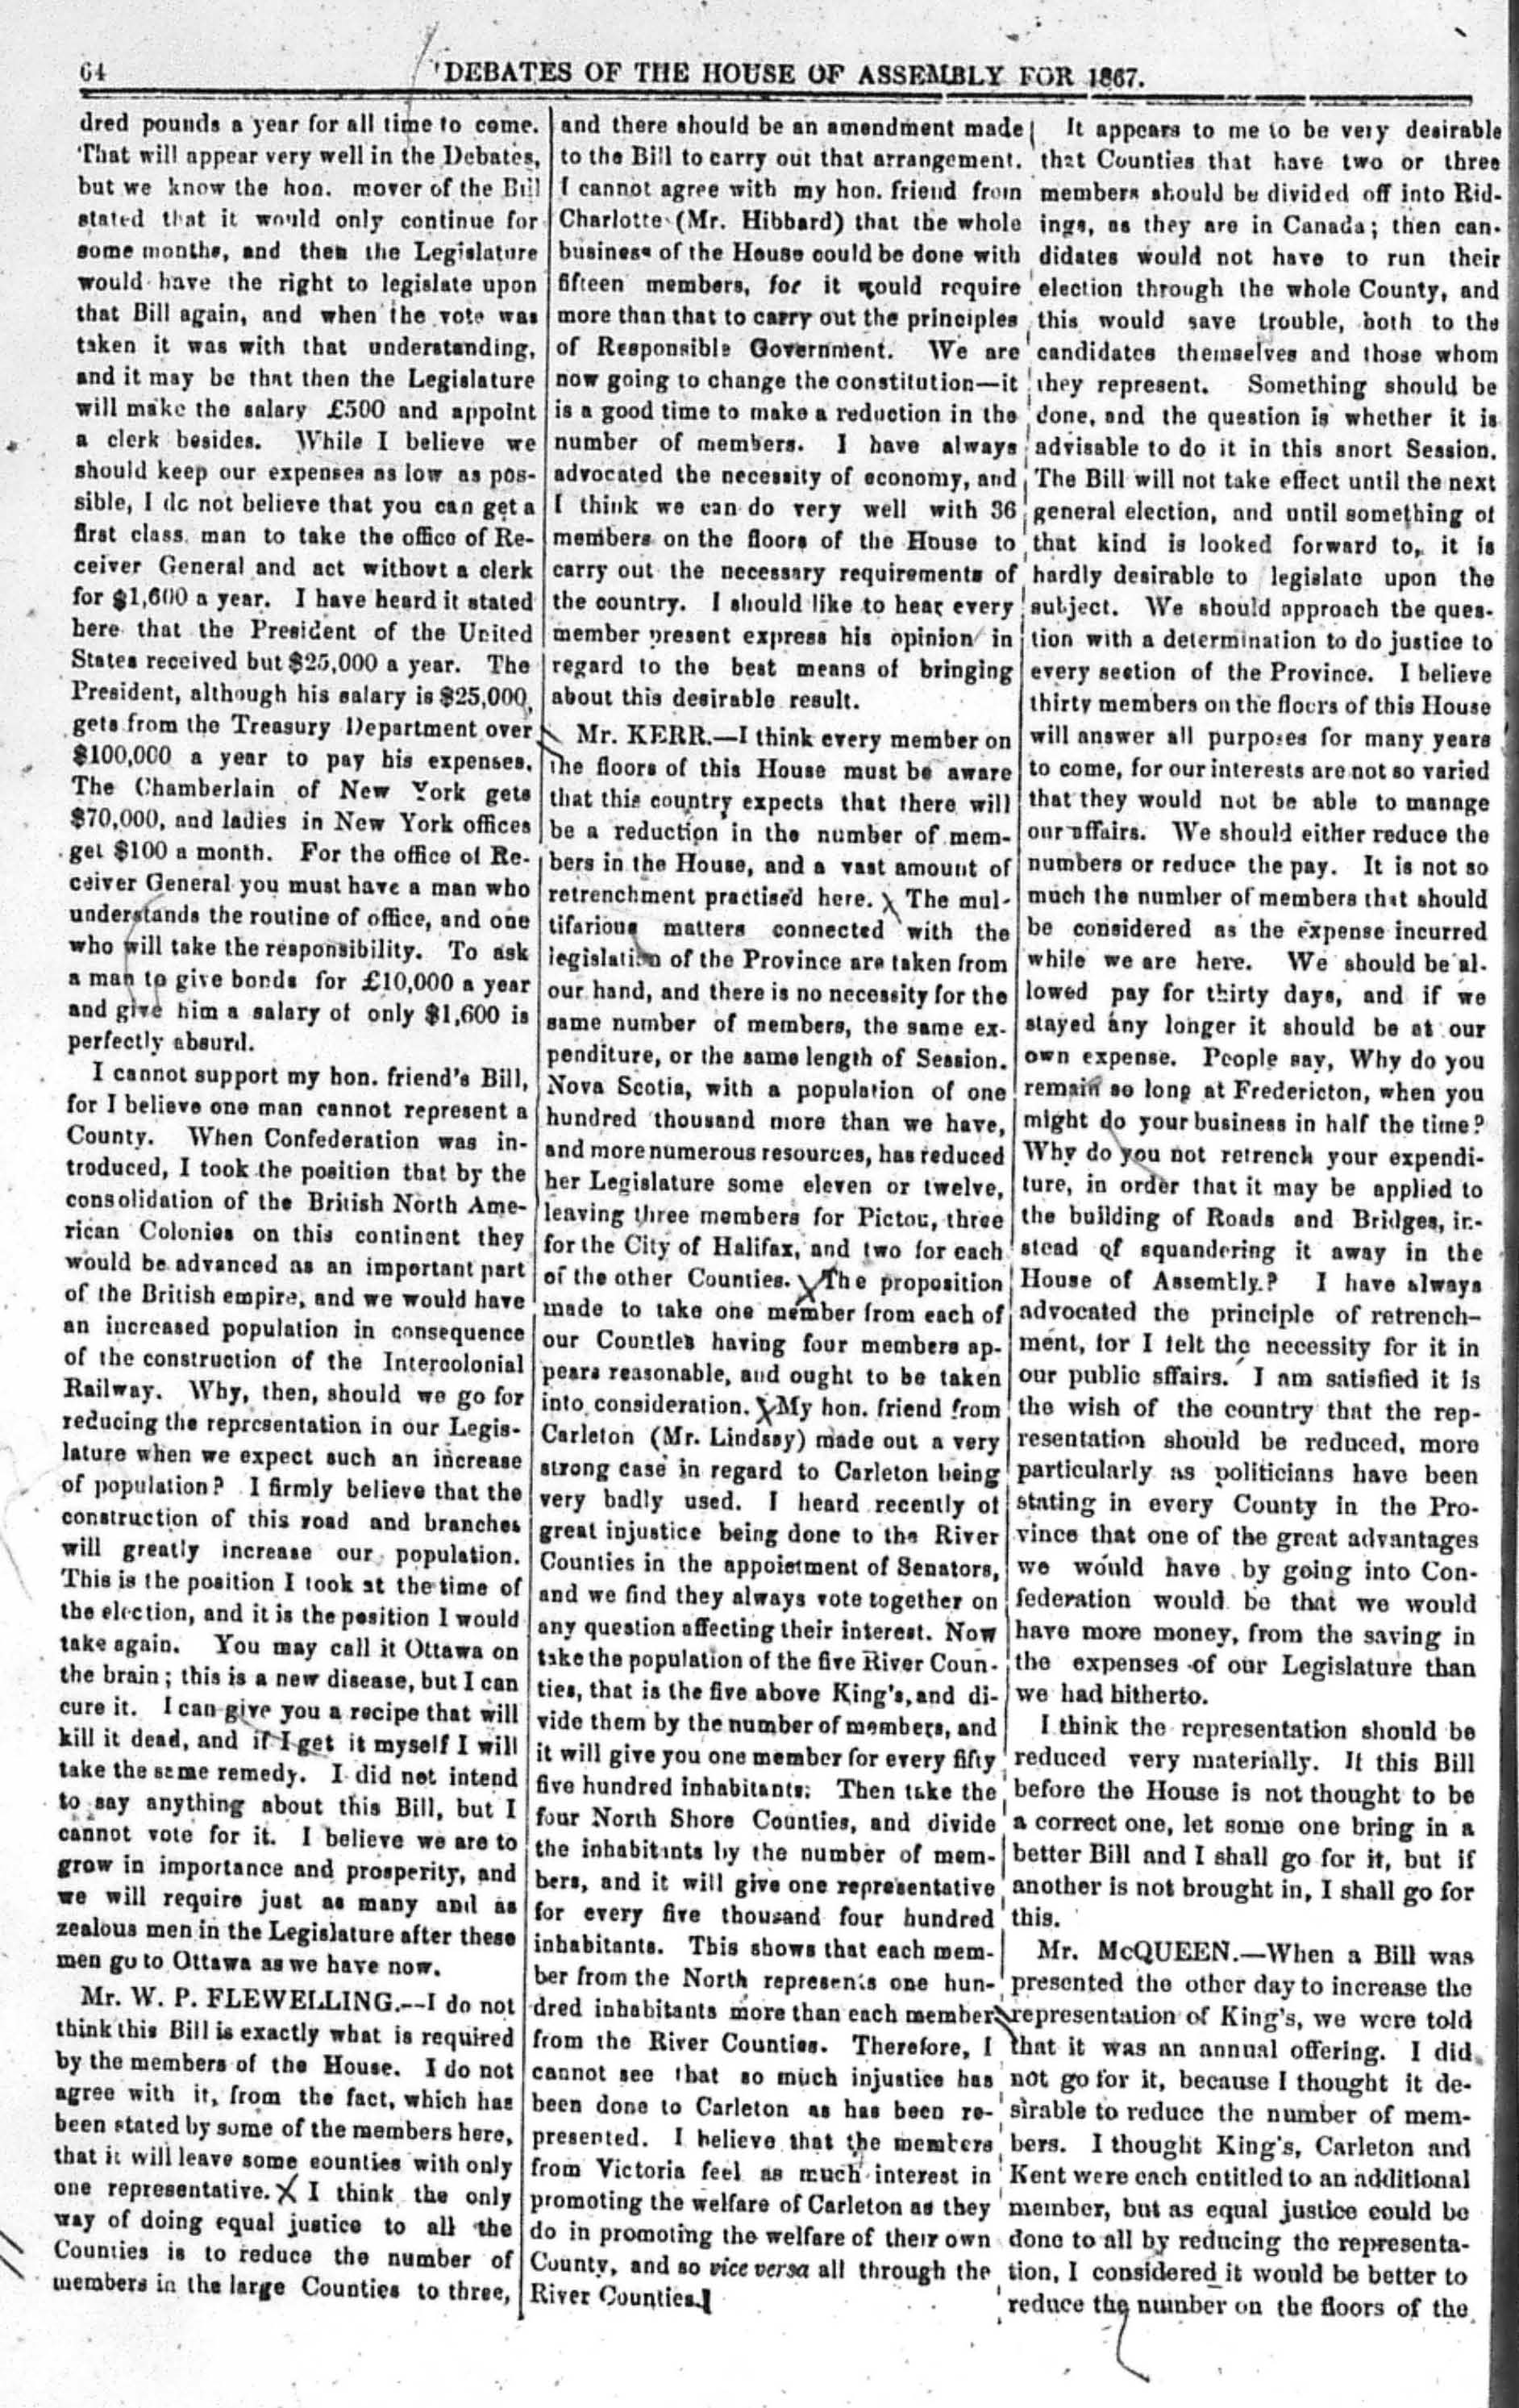 64
DEBATES OF THE HOUSE OF ASSEMBLY FOR 1867.
dred pounds a year for all time to come.
That will appear very well in the Debates,
but we know the hon. mover of the Bill
stated that it would only continue for
some months, and then the Legislature
would have the right to legislate upon
that Bill again, and when the vote was
taken it was with that understanding,
and it may be that then the Legislature
will make the salary £500 and appoint
a clerk besides. While I believe we
should keep our expenses as low as pos-
sible, I do not believe that you can get a
first class man to take the office of Re-
ceiver General and act without a clerk
for $1,600 a year. I have heard it stated
here that the President of the United
States received but $25,000 a year. The
President, although his salary is $25,000,
gets from the Treasury Department over
$100,000 a year to pay his expenses.
The Chamberlain of New York gets
$70,000, and ladies in New York offices
get $100 a month. For the office of Re-
ceiver General you must have a man who
understands the routine of office, and one
who will take the responsibility. To ask
a man to give bonds for £10,000 a year
and give him a salary of only $1,600 is
perfectly absurd.
I cannot support my hon. friend's Bill,
for I believe one man cannot represent a
County. When Confederation was in-
troduced, I took the position that by the
consolidation of the British North Ame-
rican Colonies on this continent they
would be advanced as an important part
of the British empire, and we would have
an increased population in consequence
of the construction of the Intercolonial
Railway. Why, then, should we go for
reducing the representation in our Legis-
lature when we expect such an increase
of population? I firmly believe that the
construction of this road and branches
will greatly increase our population.
This is the position I took at the time of
the election, and it is the position I would
take again. You may call it Ottawa on
the brain; this is a new disease, but I can
cure it. I can give you a recipe that will
kill it dead, and if I get it myself I will
take the same remedy. I did not intend
to say anything about this Bill, but I
cannot vote for it. I believe we are to
grow in importance and prosperity, and
we will require just as many and as
zealous men in the Legislature after these
men go to Ottawa as we have now.
Mr. W. P. FLEWELLING.--I do not
think this Bill is exactly what is required
by the members of the House. I do not
agree with it, from the fact, which has
been stated by some of the members here,
that it will leave some counties with only
one representative. I think the only
way of doing equal justice to all the
Counties is to reduce the number of
members in the large Counties to three,
and there should be an amendment made
to the Bill to carry out that arrangement.
I cannot agree with my hon. friend from
Charlotte (Mr. Hibbard) that the whole
business of the House could be done with
fifteen members, for it would require
more than that to carry out the principles
of Responsible Government. We are
now going to change the constitution—it
is a good time to make a reduction in the
number of members. I have always
advocated the necessity of economy, and
I think we can do very well with 36
members on the floors of the House to
carry out the necessary requirements of
the country. I should like to hear every
member present express his opinion in
regard to the best means of bringing
about this desirable result.
Mr. KERR.—I think every member on
the floors of this House must be aware
that this country expects that there will
be a reduction in the number of mem-
bers in the House, and a vast amount of
retrenchment practised here. The mul-
tifarious matters connected with the
legislation of the Province are taken from
our hand, and there is no necessity for the
same number of members, the same ex-
penditure, or the same length of Session.
Nova Scotia, with a population of one
hundred thousand more than we have,
and more numerous resources, has reduced
her Legislature some eleven or twelve,
leaving three members for Pictou, three
for the City of Halifax, and two for each
of the other Counties. The proposition
made to take one member from each of
our Counties having four members ap-
pears reasonable, and ought to be taken
into consideration. My hon. friend from
Carleton (Mr. Lindsay) made out a very
strong case in regard to Carleton being
very badly used. I heard recently of
great injustice being done to the River
Counties in the appointment of Senators,
and we find they always vote together on
any question affecting their interest. Now
take the population of the five River Coun-
ties, that is the five above King's, and di-
vide them by the number of members, and
it will give you one member for every fifty
five hundred inhabitants: Then take the
four North Shore Counties, and divide
the inhabitants by the number of mem-
bers, and it will give one representative
for every five thousand four hundred
inhabitants. This shows that each mem-
ber from the North represents one hun-
dred inhabitants more than each member
from the River Counties. Therefore, I
cannot see that so much injustice has
been done to Carleton as has been re-
presented. I believe that the members
from Victoria feel as much interest in
promoting the welfare of Carleton as they
do in promoting the welfare of their own
County, and so vice versa all through the
River Counties.
It appears to me to be very desirable
that Counties that have two or three
members should be divided off into Rid-
ings, as they are in Canada; then can-
didates would not have to run their
election through the whole County, and
this would save trouble, both to the
candidates themselves and those whom
they represent. Something should be
done, and the question is whether it is
advisable to do it in this snort Session.
The Bill will not take effect until the next
general election, and until something of
that kind is looked forward to, it is
hardly desirable to legislate upon the
subject. We should approach the ques-
tion with a determination to do justice to
every section of the Province. I believe
thirty members on the floors of this House
will answer all purposes for many years
to come, for our interests are not so varied
that they would not be able to manage
our affairs. We should either reduce the
numbers or reduce the pay. It is not so
much the number of members that should
be considered as the expense incurred
while we are here. We should be al-
lowed pay for thirty days, and if we
stayed any longer it should be at our
own expense. People say, Why do you
remain so long at Fredericton, when you
might do your business in half the time?
Why do you not retrench your expendi-
ture, in order that it may be applied to
the building of Roads and Bridges, in-
stead of squandering it away in the
House of Assembly? I have always
advocated the principle of retrench-
ment, for I felt the necessity for it in
our public sffairs. I am satisfied it is
the wish of the country that the rep-
resentation should be reduced, more
particularly as politicians have been
stating in every County in the Pro-
vince that one of the great advantages
we would have by going into Con-
federation would be that we would
have more money, from the saving in
the expenses of our Legislature than
we had hitherto.
I think the representation should be
reduced very materially. If this Bill
before the House is not thought to be
a correct one, let some one bring in a
better Bill and I shall go for it, but if
another is not brought in, I shall go for
this.
Mr. McQUEEN.—When a Bill was
presented the other day to increase the
representation of King's, we were told
that it was an annual offering. I did
not go for it, because I thought it de-
sirable to reduce the number of mem-
bers. I thought King's, Carleton and
Kent were each entitled to an additional
member, but as equal justice could be
done to all by reducing the representa-
tion, I considered it would be better to
reduce the number on the floors of the